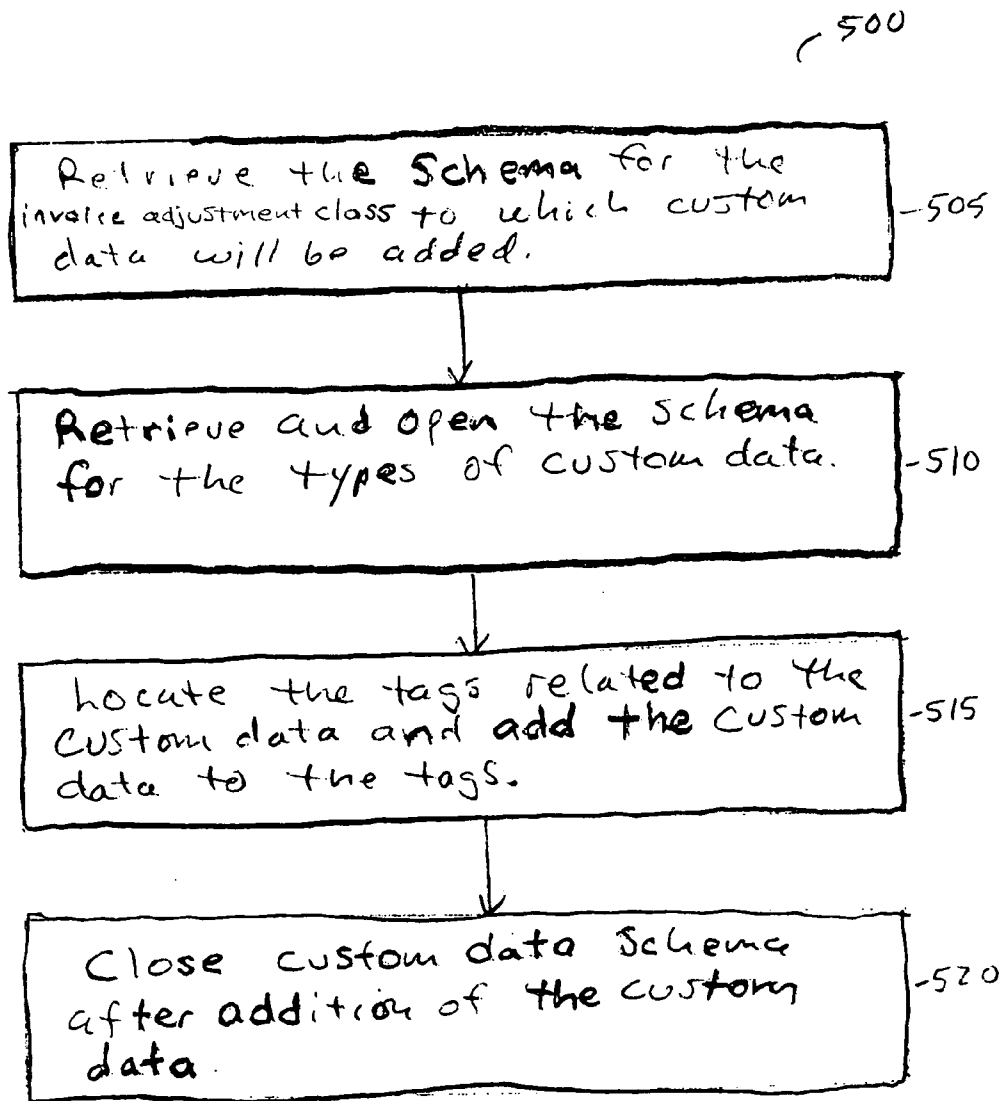 500
Retrieve the Schema for the
invoice adjustment class to which custom
data will be added.
-505
Retrieve and open the schema
for the types of custom data.
-510
Locate the tags related to the
custom data and add the custom
data to the tags.
-515
Close custom data Schema
after addition of the custom
data.
-520